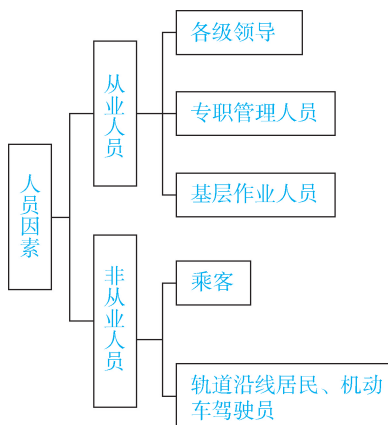 各级领导
从业人员
专职管理人员
基层作业人员
人员因素
非从业人员
乘客
轨道沿线居民、机动
车驾驶员